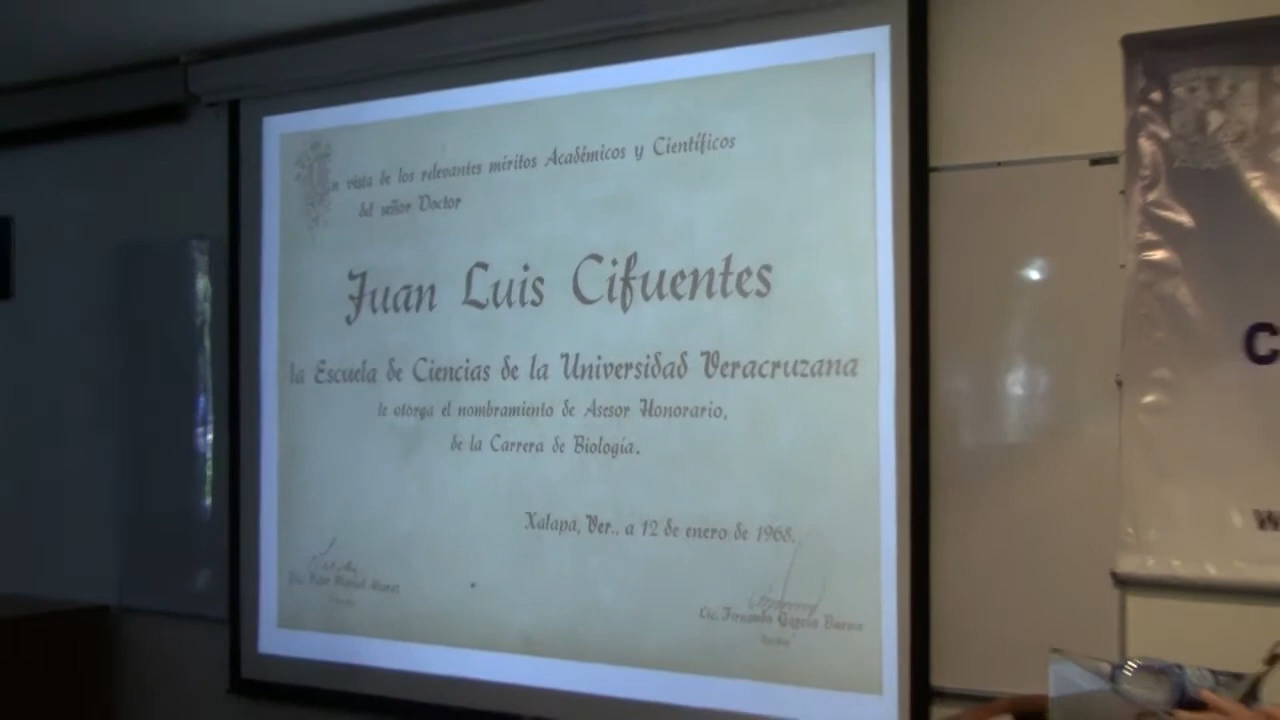 En vista de los relevantes méritos Académicos y Científicos
del señor Doctor
Juan Luis Cifuentes
la Escuela de Ciencias de la Universidad Veracruzana
le otorga el nombramiento de Asesor Honorario,
de la Carrera de Biología.
Xalapa, Ver., a 12 de enero de 1968.
Lic. Fernando García Barna
C
W